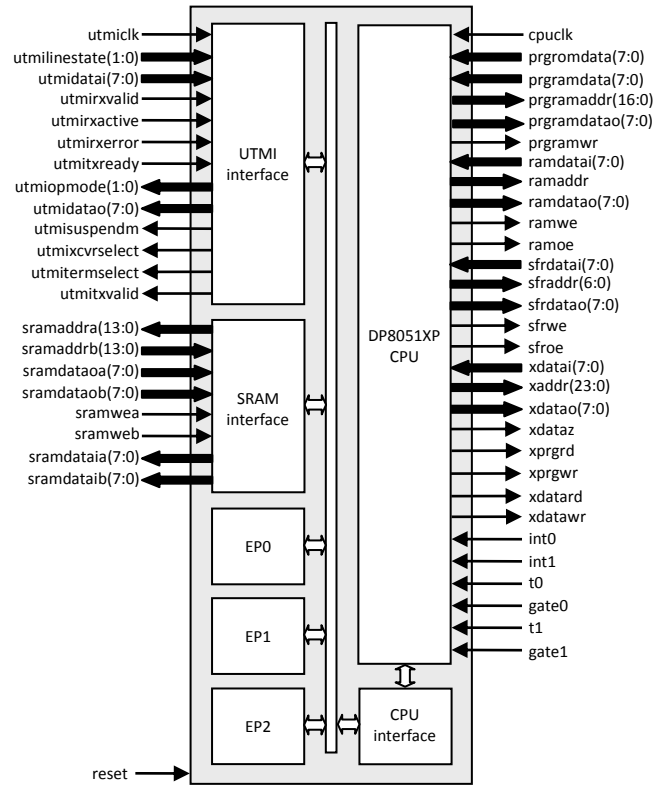 utmiclk
utmilinestate(1:0)
utmidatai(7:0)
utmirxvalid
utmirxactive
utmirxerror
utmitxready
utmiopmode(1:0)
utmidatao(7:0)
utmisuspendm
utmixcvrselect
utmitermselect
utmitxvalid
sramaddra(13:0)
sramaddrb(13:0)
sramdataoa(7:0)
sramdataob(7:0)
sramwea
sramweb
sramdataia(7:0)
sramdataib(7:0)
reset
UTMI
interface
SRAM
interface
EP0
EP1
EP2
DP8051XP
CPU
CPU
interface
cpuclk
prgromdata(7:0)
prgramdata(7:0)
prgramaddr(16:0)
prgramdatao(7:0)
prgramwr
ramdatai(7:0)
ramaddr
ramdatao(7:0)
ramwe
ramoe
sfrdatai(7:0)
sfraddr(6:0)
sfrdatao(7:0)
sfrwe
sfroe
xdatai(7:0)
xaddr(23:0)
xdatao(7:0)
xdataz
xprgrd
xprgwr
xdatard
xdatawr
int0
int1
t0
gate0
t1
gate1